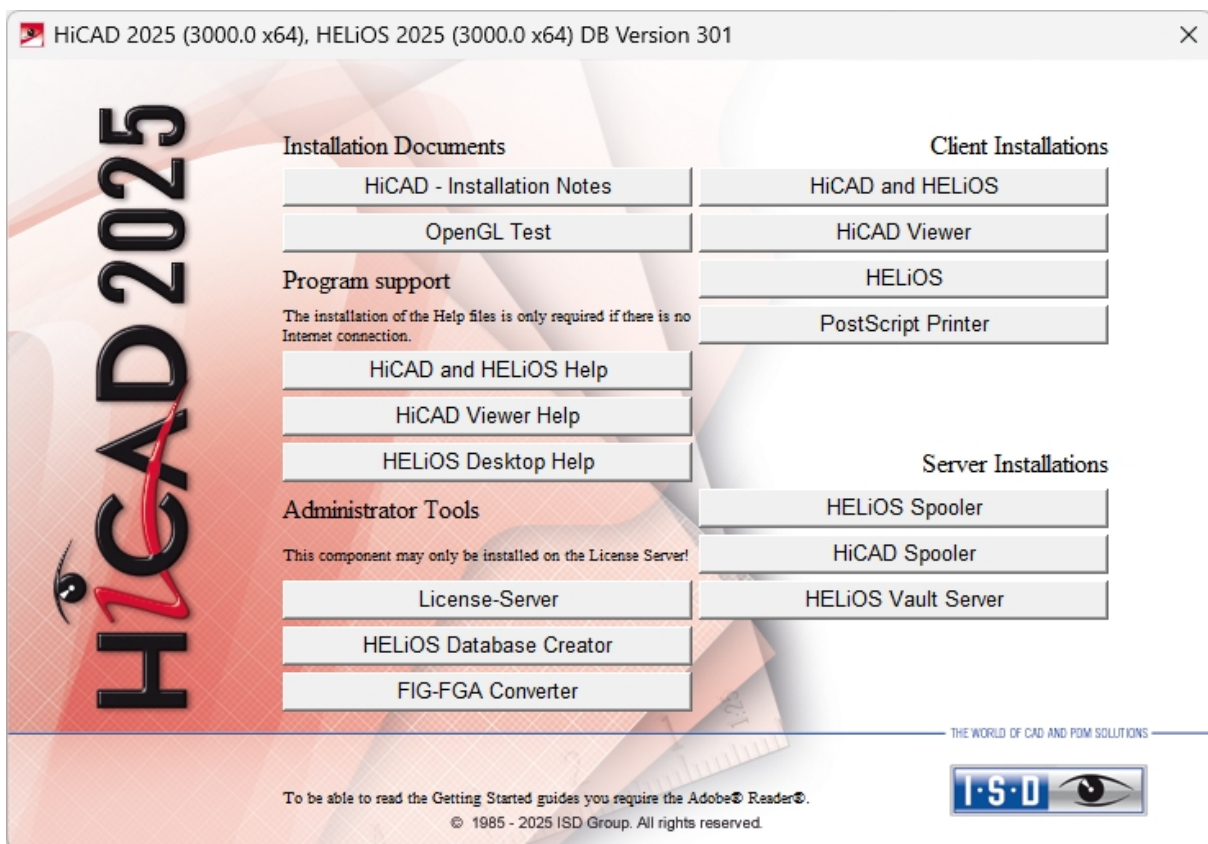 HiCAD 2025 (3000.0 x64), HELiOS 2025 (3000.0 x64) DB Version 301
HiCAD 2025
Installation Documents
HiCAD - Installation Notes
OpenGL Test
Program support
The installation of the Help files is only required if there is no
Internet connection.
HiCAD and HELiOS Help
HiCAD Viewer Help
HELiOS Desktop Help
Administrator Tools
This component may only be installed on the License Server!
License-Server
HELiOS Database Creator
FIG-FGA Converter
Client Installations
HiCAD and HELiOS
HiCAD Viewer
HELiOS
PostScript Printer
Server Installations
HELiOS Spooler
HiCAD Spooler
HELiOS Vault Server
THE WORLD OF CAD AND PDM SOLUTIONS
I·S·D
To be able to read the Getting Started guides you require the Adobe® Reader®.
© 1985 - 2025 ISD Group. All rights reserved.